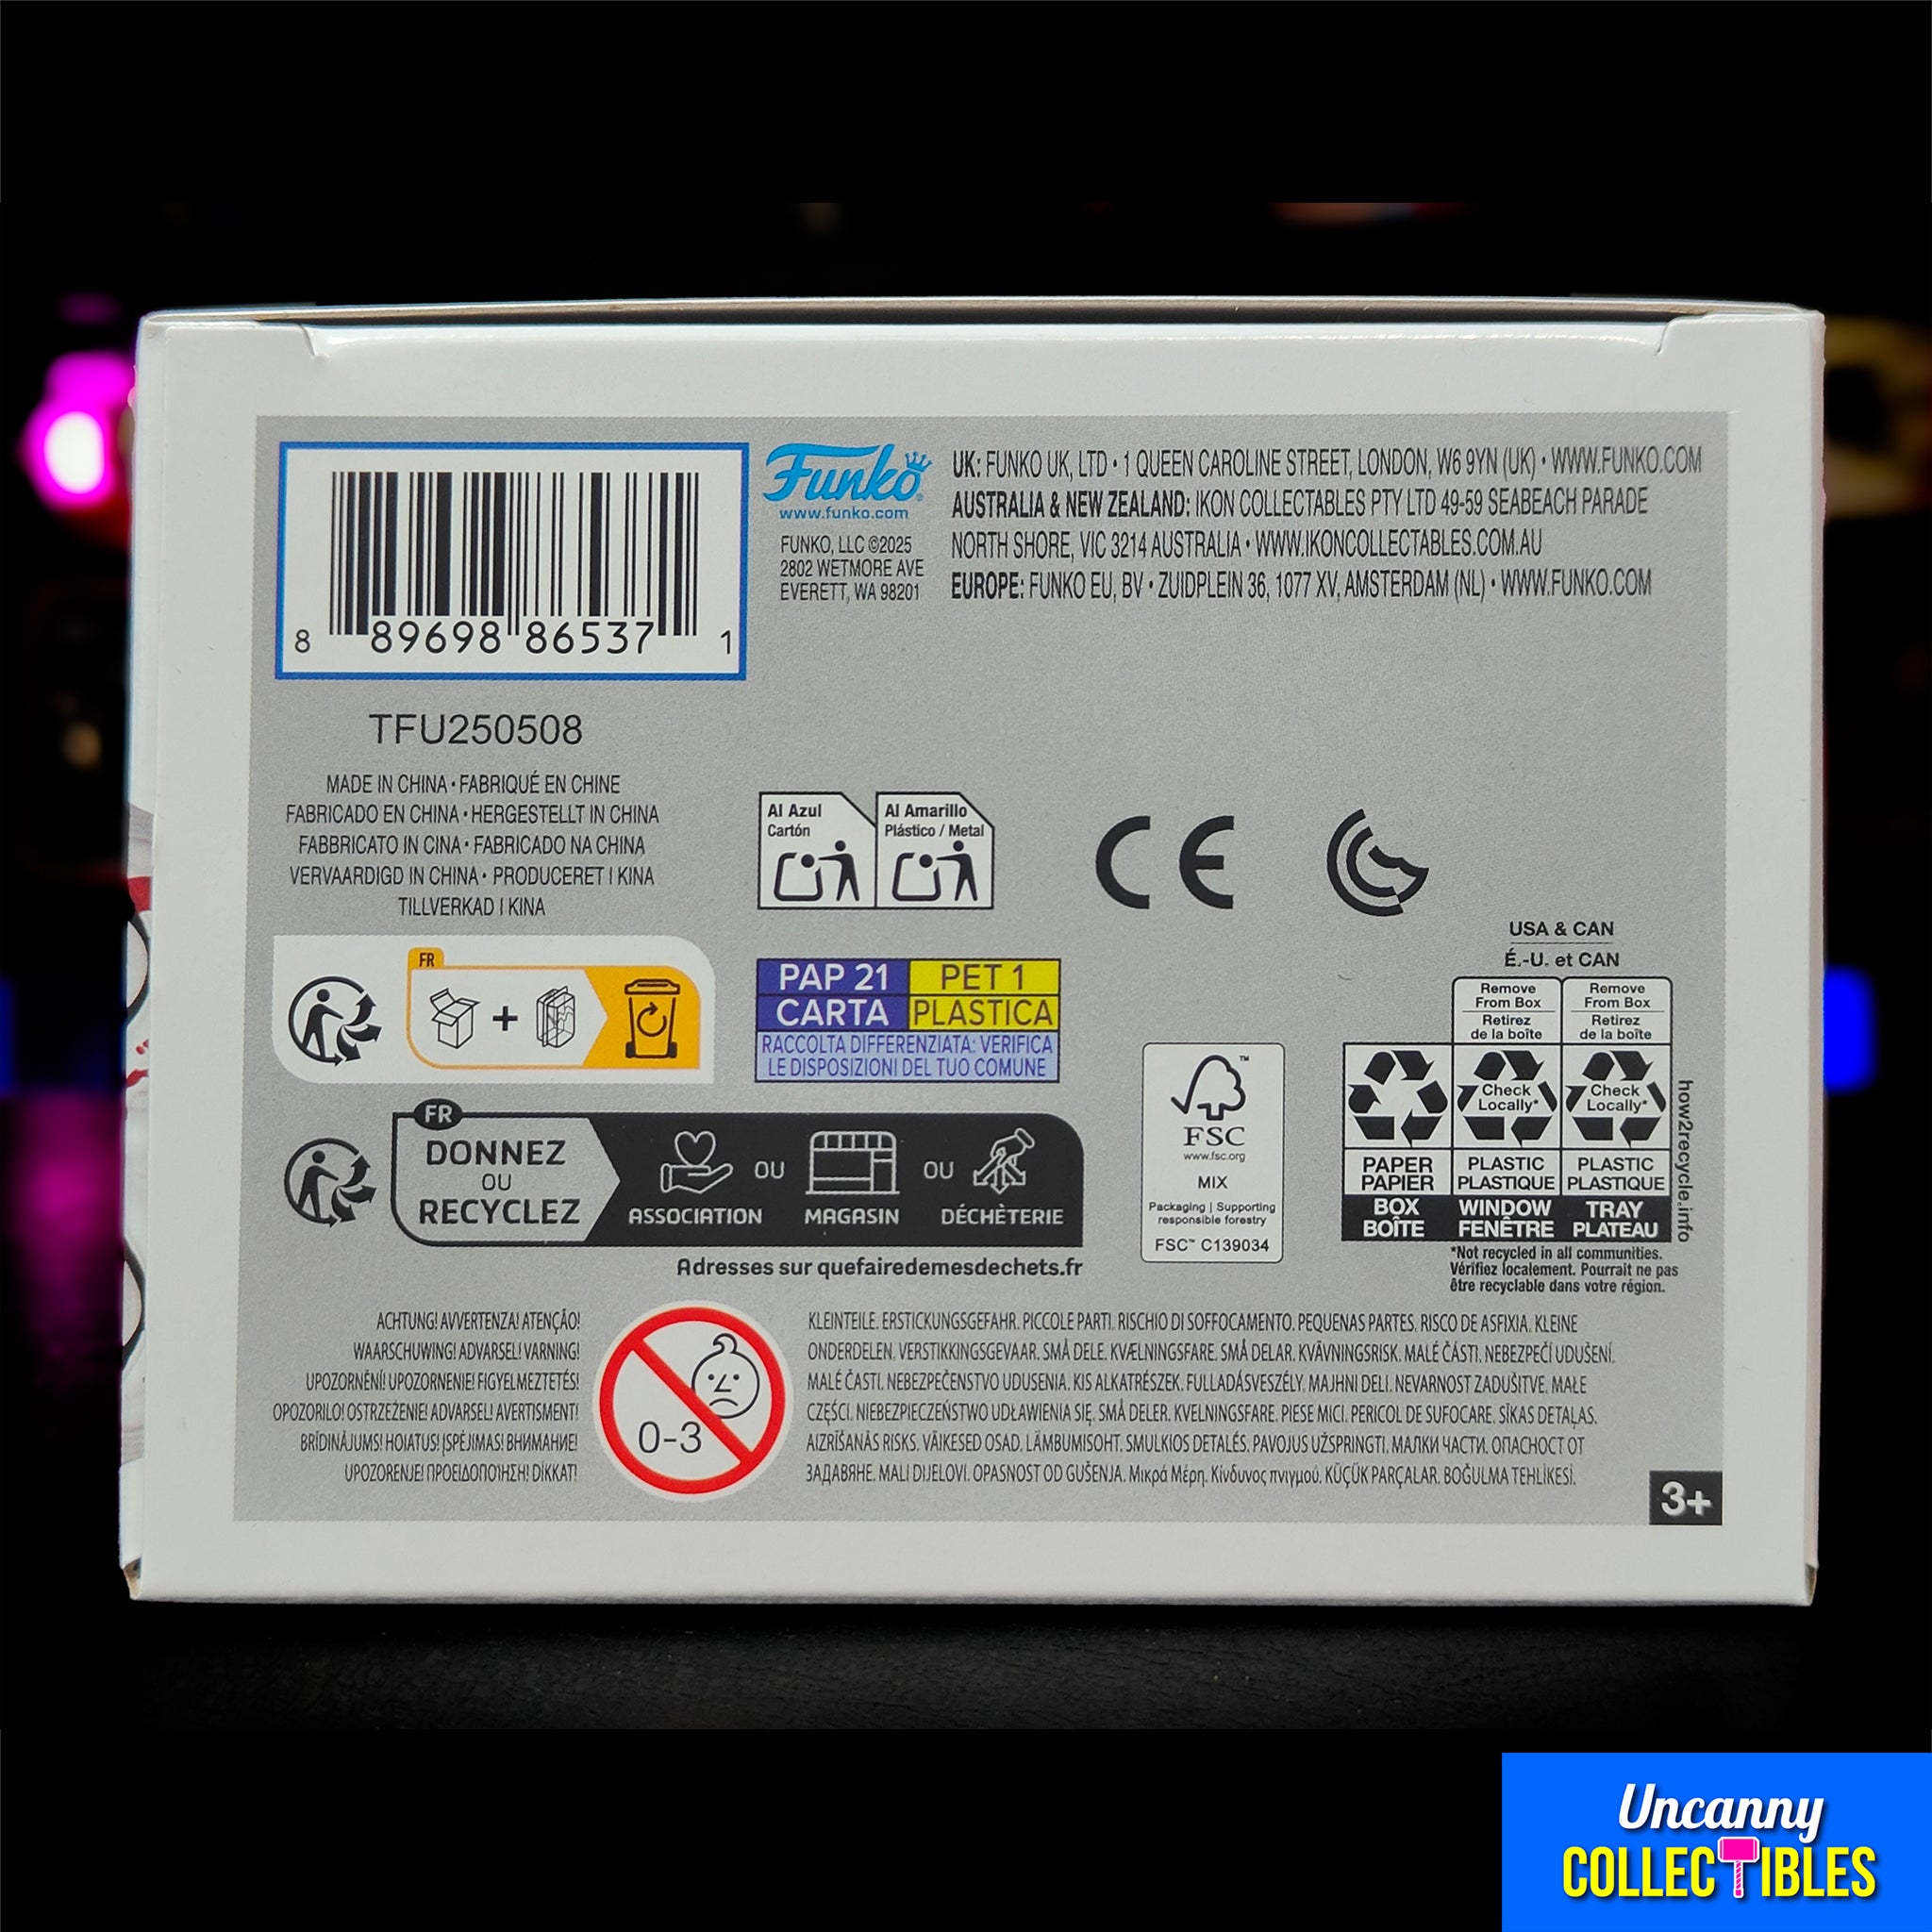 8 89698 86537 1
TFU250508
Funko
www.funko.com
FUNKO, LLC ©2025
2802 WETMORE AVE
EVERETT, WA 98201
UK: FUNKO UK, LTD • 1 QUEEN CAROLINE STREET, LONDON, W6 9YN (UK) • WWW.FUNKO.COM
AUSTRALIA & NEW ZEALAND: IKON COLLECTABLES PTY LTD 49-59 SEABEACH PARADE
NORTH SHORE, VIC 3214 AUSTRALIA • WWW.IKONCOLLECTABLES.COM.AU
EUROPE: FUNKO EU, BV • ZUIDPLEIN 36, 1077 XV, AMSTERDAM (NL) • WWW.FUNKO.COM
MADE IN CHINA • FABRIQUÉ EN CHINE
FABRICADO EN CHINA • HERGESTELLT IN CHINA
FABBRICATO IN CINA • FABRICADO NA CHINA
VERVAARDIGD IN CHINA • PRODUCERET I KINA
TILLVERKAD I KINA
Al Azul
Cartón
Al Amarillo
Plástico / Metal
CE
FR
PAP 21
CARTA
PET 1
PLASTICA
RACCOLTA DIFFERENZIATA: VERIFICA
LE DISPOSIZIONI DEL TUO COMUNE
FR
DONNEZ
OU
RECYCLEZ
ASSOCIATION
OU
MAGASIN
OU
DÉCHÈTERIE
Adresses sur quefairedemesdechets.fr
FSC
™
www.fsc.org
MIX
Packaging | Supporting
responsible forestry
FSC™ C139034
USA & CAN
É.-U. et CAN
Remove
From Box
Retirez
de la boîte
Remove
From Box
Retirez
de la boîte
Check
Locally*
Check
Locally*
PAPER
PAPIER
BOX
BOÎTE
PLASTIC
PLASTIQUE
WINDOW
FENÊTRE
PLASTIC
PLASTIQUE
TRAY
PLATEAU
how2recycle.info
*Not recycled in all communities.
Vérifiez localement. Pourrait ne pas
être recyclable dans votre région.
ACHTUNG! AVVERTENZA! ATENÇÃO!
WAARSCHUWING! ADVARSEL! VARNING!
UPOZORNĚNÍ! UPOZORNENIE! FIGYELMEZTETÉS!
OPOZORILO! OSTRZEŻENIE! ADVARSEL! AVERTISMENT!
BRĪDINĀJUMS! HOIATUS! ĮSPĖJIMAS! ВНИМАНИЕ!
UPOZORENJE! ΠΡΟΕΙΔΟΠΟΊΗΣΗ! DİKKAT!
0-3
KLEINTEILE. ERSTICKUNGSGEFAHR. PICCOLE PARTI. RISCHIO DI SOFFOCAMENTO. PEQUENAS PARTES. RISCO DE ASFIXIA. KLEINE
ONDERDELEN. VERSTIKKINGSGEVAAR. SMÅ DELE. KVÆLNINGSFARE. SMÅ DELAR. KVÄVNINGSRISK. MALÉ ČÁSTI. NEBEZPEČÍ UDUŠENÍ.
MALÉ ČASTI. NEBEZPEČENSTVO UDUSENIA. KIS ALKATRÉSZEK. FULLADÁSVESZÉLY. MAJHNI DELI. NEVARNOST ZADUŠITVE. MAŁE
CZĘŚCI. NIEBEZPIECZEŃSTWO UDŁAWIENIA SIĘ. SMÅ DELER. KVELNINGSFARE. PIESE MICI. PERICOL DE SUFOCARE. SĪKAS DETAĻAS.
AIZRĪŠANĀS RISKS. VÄIKESED OSAD. LÄMBUMISOHT. SMULKIOS DETALĖS. PAVOJUS UŽSPRINGTI. МАЛКИ ЧАСТИ. ОПАСНОСТ ОТ
ЗАДАВЯНЕ. MALI DIJELOVI. OPASNOST OD GUŠENJA. Μικρά Μέρη. Κίνδυνος πνιγμού. KÜÇÜK PARÇALAR. BOĞULMA TEHLİKESİ.
3+
Uncanny
COLLECTIBLES